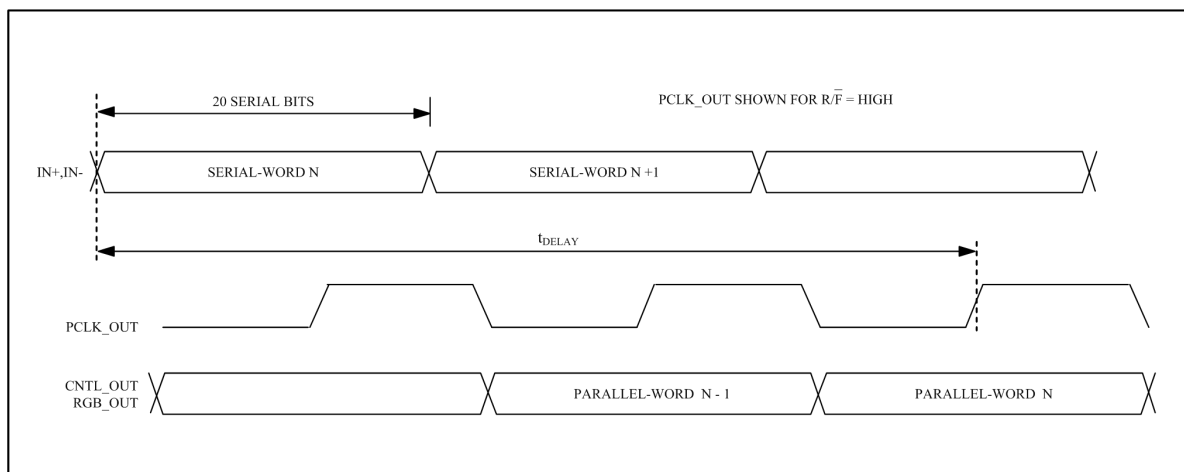 20 SERIAL BITS
PCLK_OUT SHOWN FOR R/F̅ = HIGH
IN+,IN-
SERIAL-WORD N
SERIAL-WORD N +1
tDELAY
PCLK_OUT
CNTL_OUT
RGB_OUT
PARALLEL-WORD N - 1
PARALLEL-WORD N